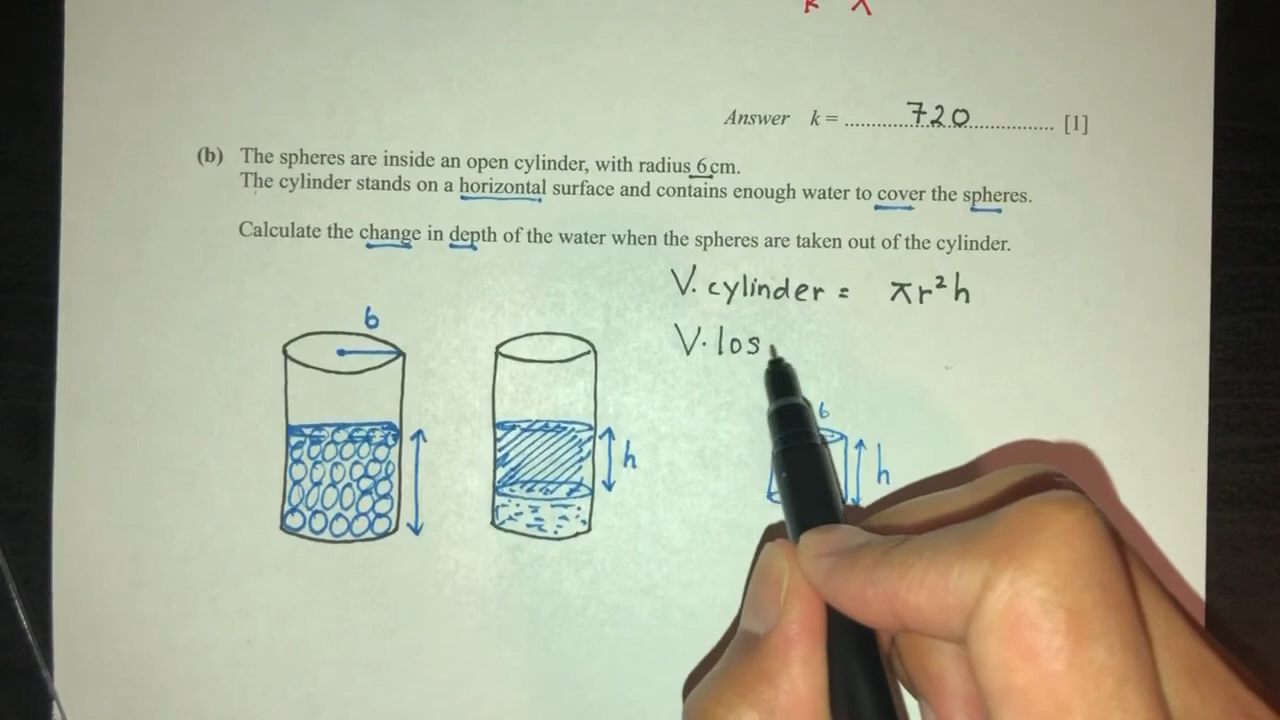 Answer k = 720 [1]
(b) The spheres are inside an open cylinder, with radius 6 cm.
The cylinder stands on a horizontal surface and contains enough water to cover the spheres.
Calculate the change in depth of the water when the spheres are taken out of the cylinder.
V. cylinder = πr²h
V. los
6
h
6
h